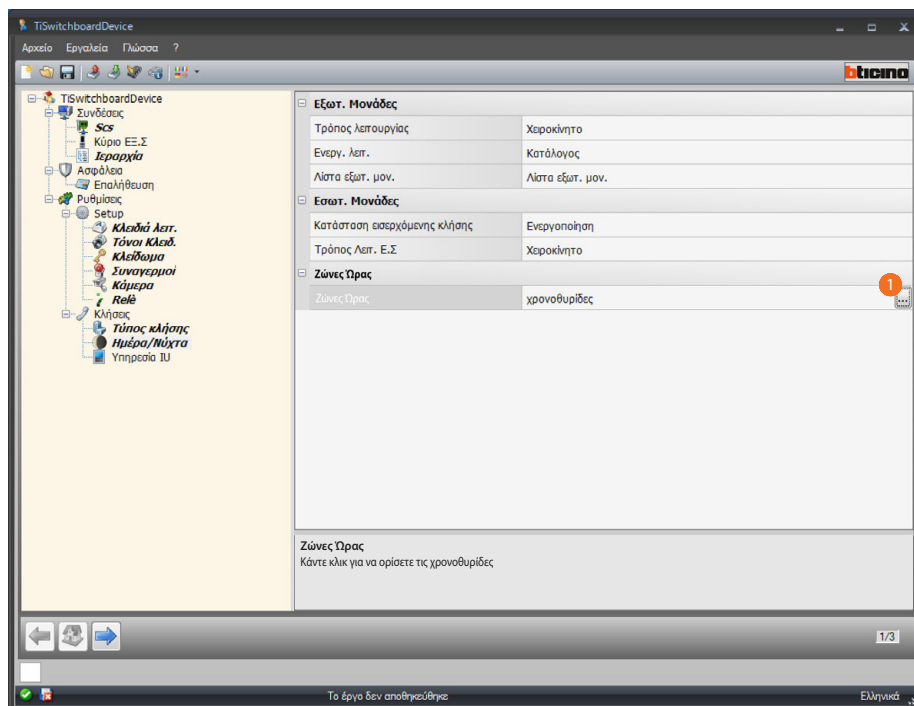 TiSwitchboardDevice
Αρχείο Εργαλεία Γλώσσα ?
bticino
TiSwitchboardDevice
Συνδέσεις
Scs
Κύριο ΕΞ.Σ
Ιεραρχία
Ασφάλεια
Επαλήθευση
Ρυθμίσεις
Setup
Κλειδιά λειτ.
Τόνοι Κλειδ.
Κλείδωμα
Συναγερμοί
Κάμερα
Relè
Κλήσεις
Τύπος κλήσης
Ημέρα/Νύχτα
Υπηρεσία IU
Εξωτ. Μονάδες
Τρόπος λειτουργίας Χειροκίνητο
Ενεργ. λειτ. Κατάλογος
Λίστα εξωτ. μον. Λίστα εξωτ. μον.
Εσωτ. Μονάδες
Κατάσταση εισερχόμενης κλήσης Ενεργοποίηση
Τρόπος Λειτ. Ε.Σ Χειροκίνητο
Ζώνες Ώρας
1
Ζώνες Ώρας χρονοθυρίδες ...
Ζώνες Ώρας
Κάντε κλικ για να ορίσετε τις χρονοθυρίδες
1/3
Το έργο δεν αποθηκεύθηκε Ελληνικά